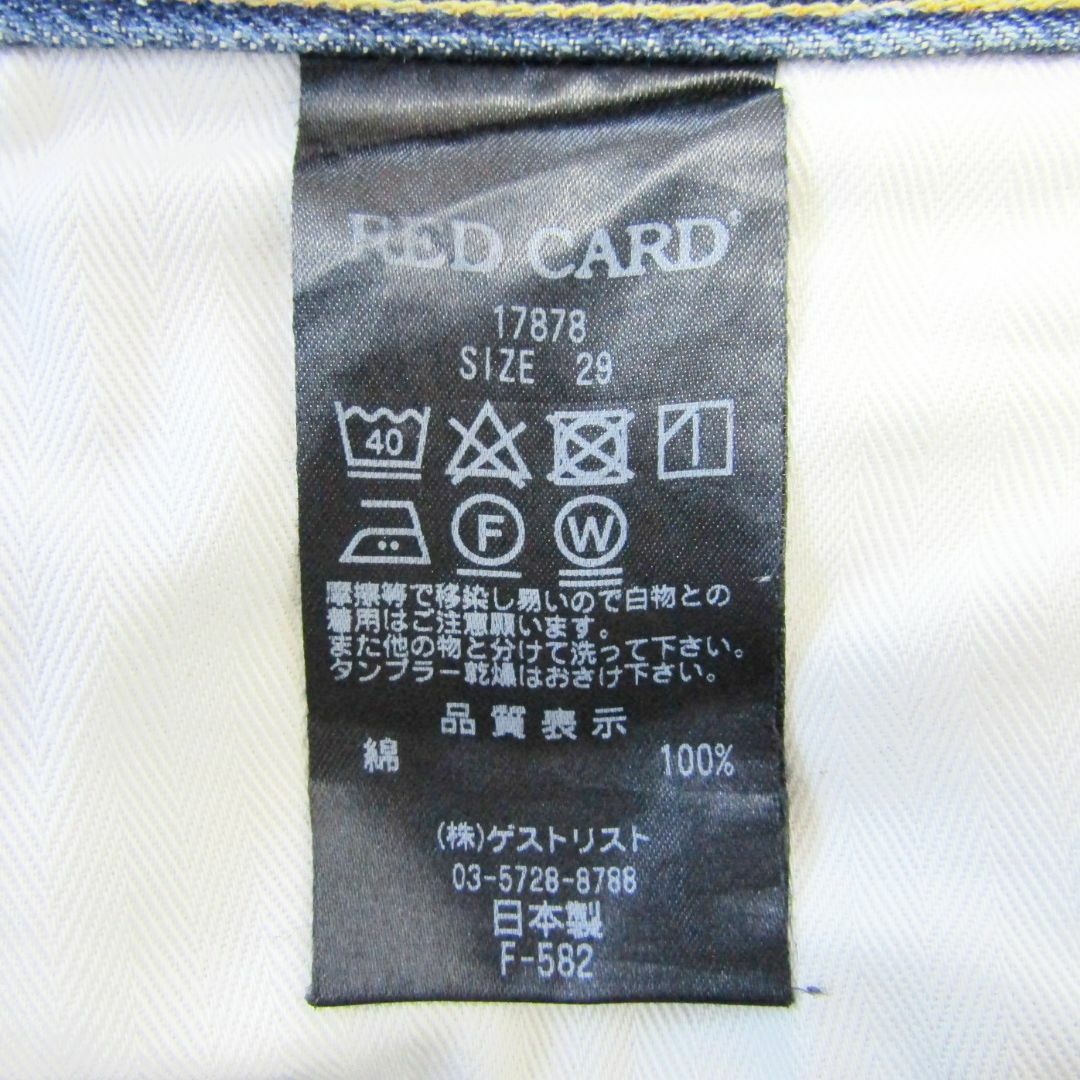 RED CARD
17878
SIZE 29
40
F W
摩擦等で移染し易いので白物との
着用はご注意願います。
また他の物と分けて洗って下さい。
タンブラー乾燥はおさけ下さい。
品質表示
綿 100%
(株)ゲストリスト
03-5728-8788
日本製
F-582